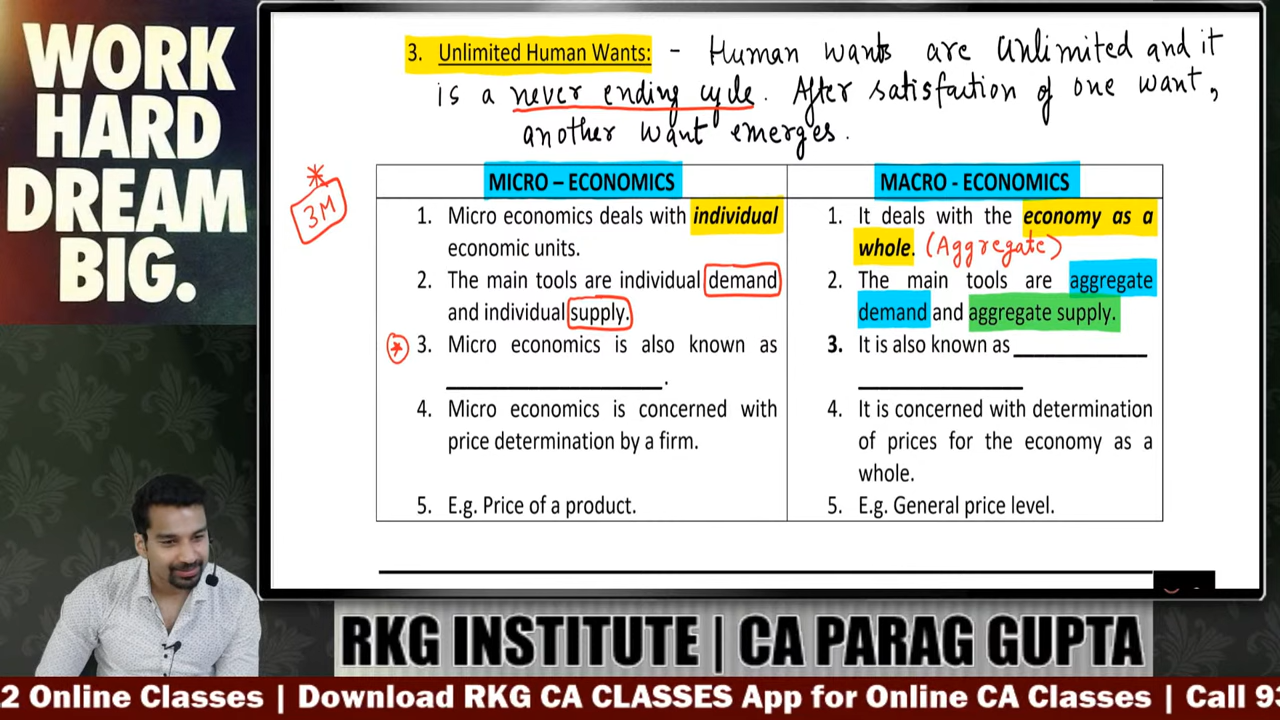 WORK
HARD
DREAM
BIG.
3. Unlimited Human Wants: - Human wants are Unlimited and it
is a never ending cycle. After satisfaction of one want,
another want emerges.
3M
MICRO – ECONOMICS
1. Micro economics deals with individual
economic units.
2. The main tools are individual demand
and individual supply.
3. Micro economics is also known as
____________________.
4. Micro economics is concerned with
price determination by a firm.
5. E.g. Price of a product.
MACRO - ECONOMICS
1. It deals with the economy as a
whole. (Aggregate)
2. The main tools are aggregate
demand and aggregate supply.
3. It is also known as ____________
_______________
4. It is concerned with determination
of prices for the economy as a
whole.
5. E.g. General price level.
RKG INSTITUTE | CA PARAG GUPTA
2 Online Classes | Download RKG CA CLASSES App for Online CA Classes | Call 93